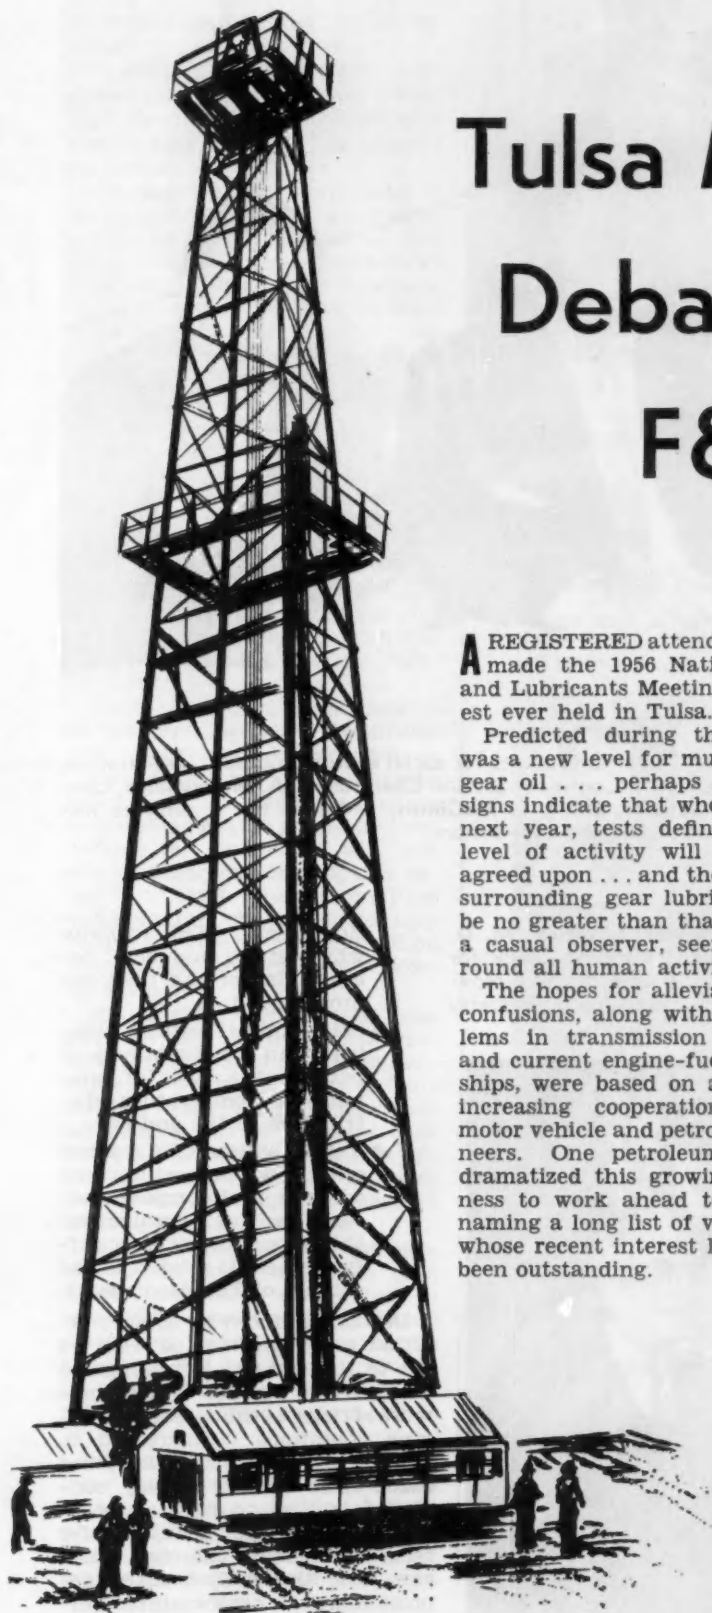 Tulsa
Deba
F&
A REGISTERED attend
made the 1956 Nati
and Lubricants Meetin
est ever held in Tulsa.
Predicted during th
was a new level for mu
gear oil . . . perhaps
signs indicate that whe
next year, tests defin
level of activity will
agreed upon . . . and the
surrounding gear lubri
be no greater than tha
a casual observer, see
round all human activi
The hopes for allevia
confusions, along with
lems in transmission
and current engine-fue
ships, were based on a
increasing cooperation
motor vehicle and petro
neers. One petroleun
dramatized this growin
ness to work ahead t
naming a long list of v
whose recent interest l
been outstanding.